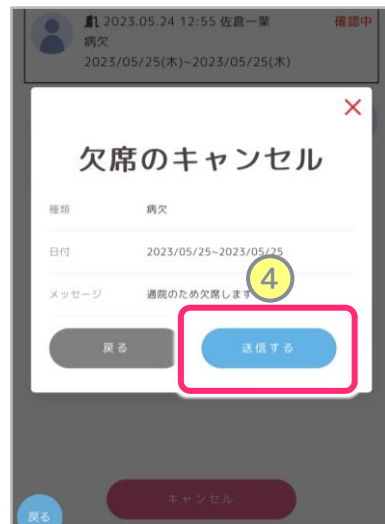 2023.05.24 12:55 佐倉一葉 確認中
病欠
2023/05/25(木)~2023/05/25(木)
欠席のキャンセル
種類 病欠
日付 2023/05/25~2023/05/25
メッセージ 通院のため欠席します
4
戻る 送信する
キャンセル
戻る